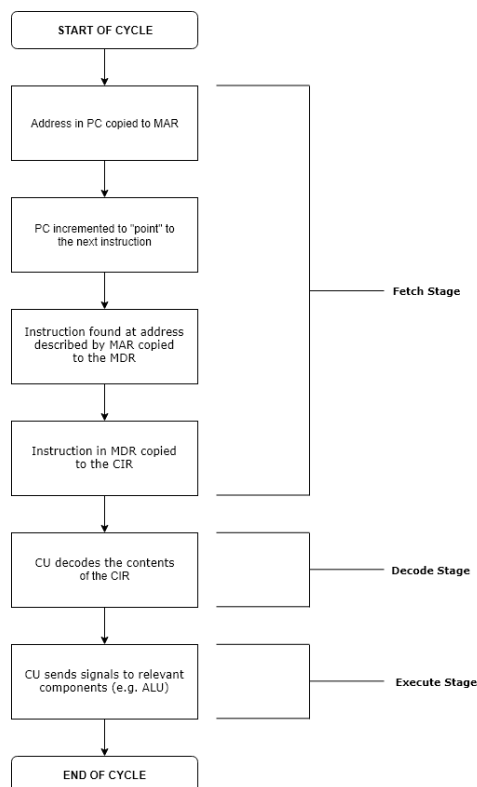 START OF CYCLE
Address in PC copied to MAR
PC incremented to "point" to
the next instruction
Instruction found at address
described by MAR copied
to the MDR
Fetch Stage
Instruction in MDR copied
to the CIR
CU decodes the contents
of the CIR
Decode Stage
CU sends signals to relevant
components (e.g. ALU)
Execute Stage
END OF CYCLE